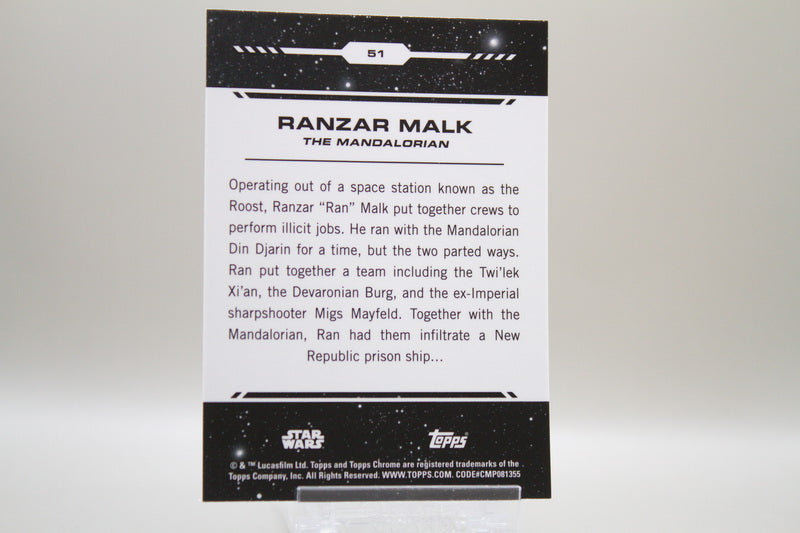 51
RANZAR MALK
THE MANDALORIAN
Operating out of a space station known as the
Roost, Ranzar “Ran” Malk put together crews to
perform illicit jobs. He ran with the Mandalorian
Din Djarin for a time, but the two parted ways.
Ran put together a team including the Twi’lek
Xi’an, the Devaronian Burg, and the ex-Imperial
sharpshooter Migs Mayfeld. Together with the
Mandalorian, Ran had them infiltrate a New
Republic prison ship…
STAR
WARS
topps
© & ™ Lucasfilm Ltd. Topps and Topps Chrome are registered trademarks of the
Topps Company, Inc. All Rights Reserved. WWW.TOPPS.COM. CODE#CMP081355